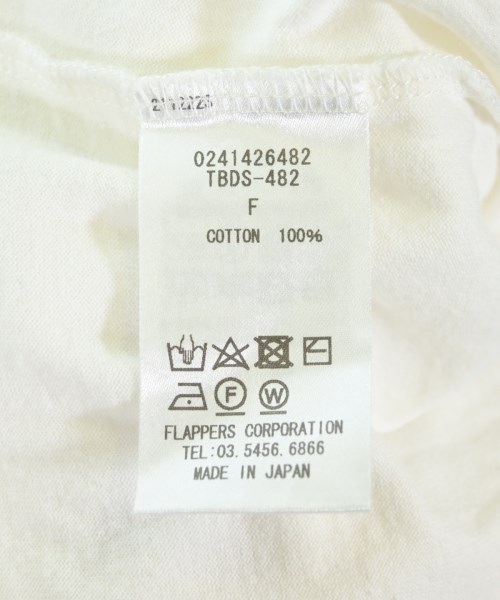 0241426482
TBDS-482
F
COTTON 100%
F W
FLAPPERS CORPORATION
TEL:03.5456.6866
MADE IN JAPAN